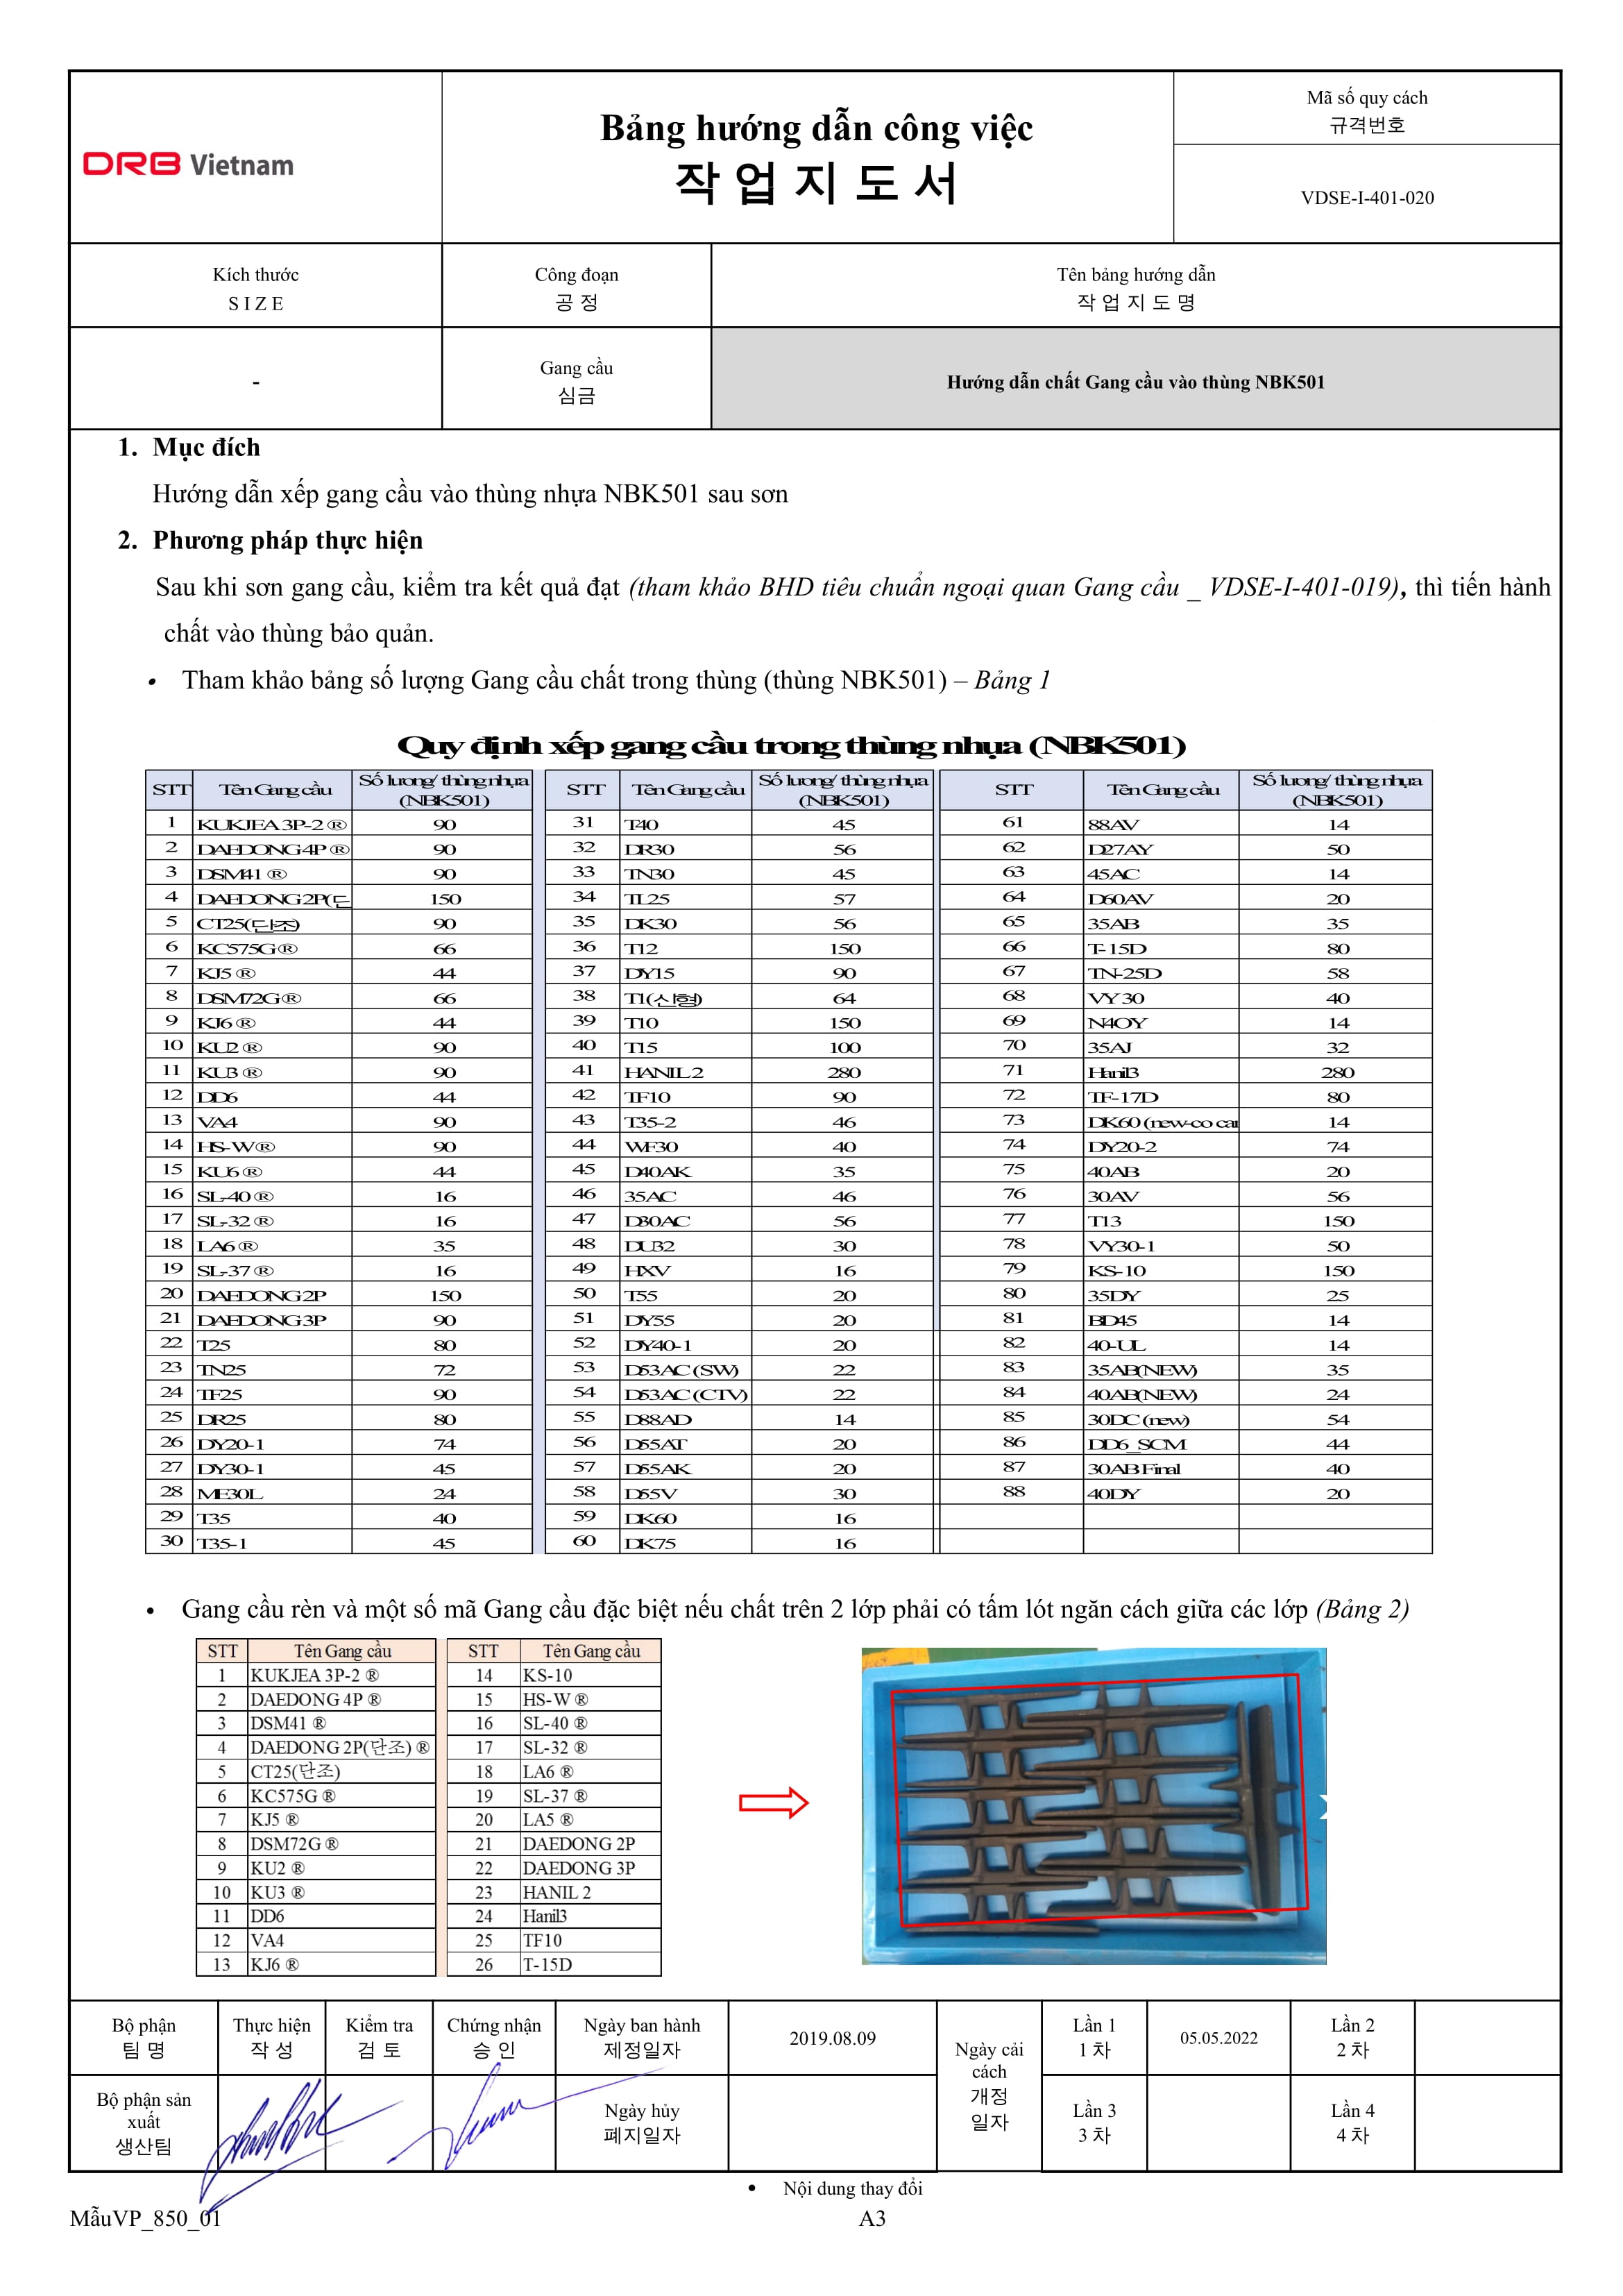 DRB Vietnam
Bảng hướng dẫn công việc
작 업 지 도 서
Mã số quy cách
규격번호
VDSE-I-401-020
Kích thước
S I Z E
Công đoạn
공 정
Tên bảng hướng dẫn
작 업 지 도 명
-
Gang cầu
심금
Hướng dẫn chất Gang cầu vào thùng NBK501
1. Mục đích
Hướng dẫn xếp gang cầu vào thùng nhựa NBK501 sau sơn
2. Phương pháp thực hiện
Sau khi sơn gang cầu, kiểm tra kết quả đạt (tham khảo BHD tiêu chuẩn ngoại quan Gang cầu _ VDSE-I-401-019), thì tiến hành
chất vào thùng bảo quản.
• Tham khảo bảng số lượng Gang cầu chất trong thùng (thùng NBK501) – Bảng 1
Quy định xếp gang cầu trong thùng nhựa (NBK501)
STT Tên Gang cầu Số lương/ thùng nhựa (NBK501) STT Tên Gang cầu Số lương/ thùng nhựa (NBK501) STT Tên Gang cầu Số lương/ thùng nhựa (NBK501)
1 KUKJEA 3P-2 ® 90 31 T40 45 61 88AV 14
2 DAEDONG 4P ® 90 32 DR30 56 62 D27AY 50
3 DSM41 ® 90 33 TN30 45 63 45AC 14
4 DAEDONG 2P(단 150 34 TL25 57 64 D60AV 20
5 CT25(단조) 90 35 DK30 56 65 35AB 35
6 KC575G ® 66 36 T12 150 66 T-15D 80
7 KJ5 ® 44 37 DY15 90 67 TN-25D 58
8 DSM72G ® 66 38 T1(신형) 64 68 VY 30 40
9 KJ6 ® 44 39 T10 150 69 N4OY 14
10 KU2 ® 90 40 T15 100 70 35AJ 32
11 KU3 ® 90 41 HANIL 2 280 71 Hanil3 280
12 DD6 44 42 TF10 90 72 TF-17D 80
13 VA4 90 43 T35-2 46 73 DK60 (new-co can 14
14 HS-W ® 90 44 WF30 40 74 DY20-2 74
15 KU6 ® 44 45 D40AK 35 75 40AB 20
16 SL-40 ® 16 46 35AC 46 76 30AV 56
17 SL-32 ® 16 47 D30AC 56 77 T13 150
18 LA6 ® 35 48 DU32 30 78 VY30-1 50
19 SL-37 ® 16 49 HXV 16 79 KS-10 150
20 DAEDONG 2P 150 50 T55 20 80 35DY 25
21 DAEDONG 3P 90 51 DY55 20 81 BD45 14
22 T25 80 52 DY40-1 20 82 40-UL 14
23 TN25 72 53 D53AC (SW) 22 83 35AB(NEW) 35
24 TF25 90 54 D53AC (CTV) 22 84 40AB(NEW) 24
25 DR25 80 55 D88AD 14 85 30DC (new) 54
26 DY20-1 74 56 D55AT 20 86 DD6_SCM 44
27 DY30-1 45 57 D55AK 20 87 30AB Final 40
28 ME30L 24 58 D55V 30 88 40DY 20
29 T35 40 59 DK60 16
30 T35-1 45 60 DK75 16
• Gang cầu rèn và một số mã Gang cầu đặc biệt nếu chất trên 2 lớp phải có tấm lót ngăn cách giữa các lớp (Bảng 2)
STT Tên Gang cầu STT Tên Gang cầu
1 KUKJEA 3P-2 ® 14 KS-10
2 DAEDONG 4P ® 15 HS-W ®
3 DSM41 ® 16 SL-40 ®
4 DAEDONG 2P(단조) ® 17 SL-32 ®
5 CT25(단조) 18 LA6 ®
6 KC575G ® 19 SL-37 ®
7 KJ5 ® 20 LA5 ®
8 DSM72G ® 21 DAEDONG 2P
9 KU2 ® 22 DAEDONG 3P
10 KU3 ® 23 HANIL 2
11 DD6 24 Hanil3
12 VA4 25 TF10
13 KJ6 ® 26 T-15D
Bộ phận
팀 명
Thực hiện
작 성
Kiểm tra
검 토
Chứng nhận
승 인
Ngày ban hành
제정일자
2019.08.09
Ngày cải
cách
개정
일자
Lần 1
1 차
05.05.2022
Lần 2
2 차
Bộ phận sản
xuất
생산팀
Ngày hủy
폐지일자
Lần 3
3 차
Lần 4
4 차
• Nội dung thay đổi
MẫuVP_850_01
A3